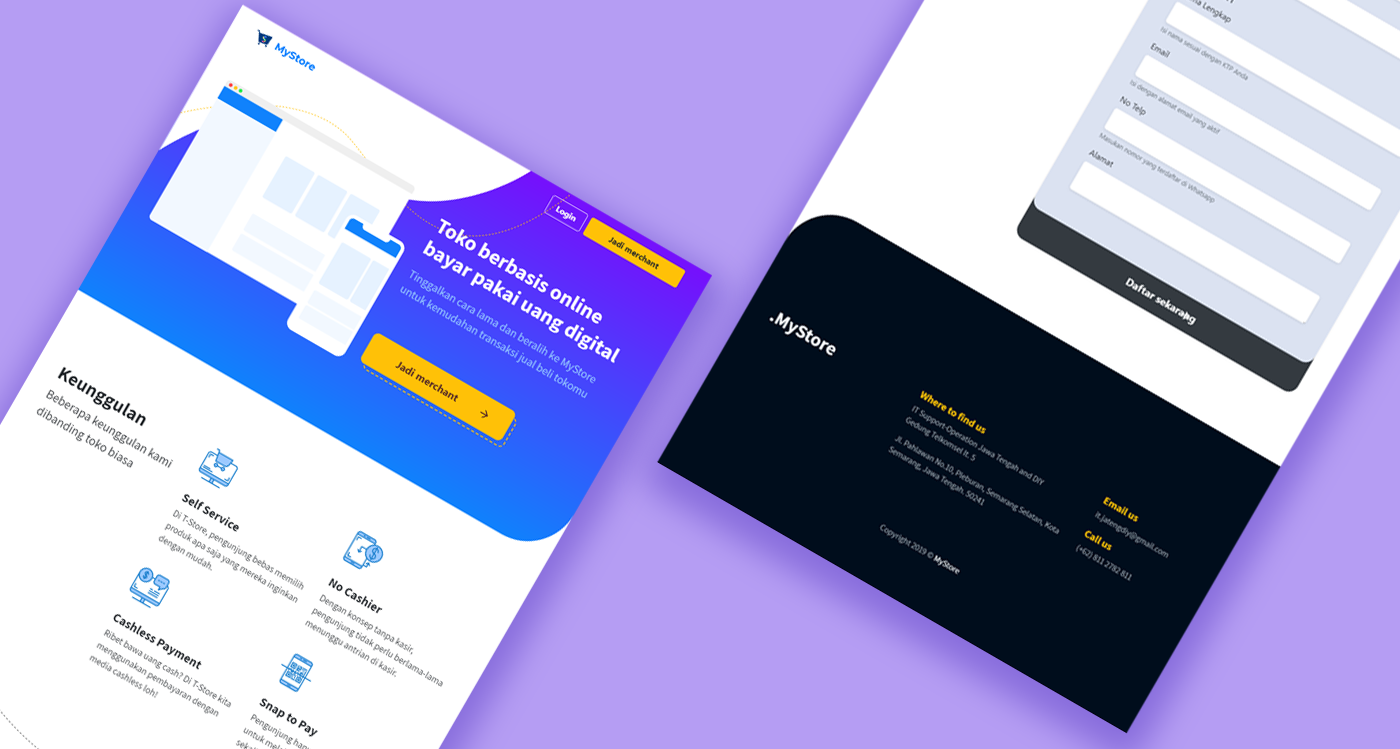 MyStore
Login
Jadi merchant
Toko berbasis online
bayar pakai uang digital
Tinggalkan cara lama dan beralih ke MyStore
untuk kemudahan transaksi jual beli tokomu
Jadi merchant
Keunggulan
Beberapa keunggulan kami
dibanding toko biasa
Self Service
Di T-Store, pengunjung bebas memilih
produk apa saja yang mereka inginkan
dengan mudah.
No Cashier
Dengan konsep tanpa kasir,
pengunjung tidak perlu berlama-lama
menunggu antrian di kasir.
Cashless Payment
Ribet bawa uang cash? Di T-Store kita
menggunakan pembayaran dengan
media cashless loh!
Snap to Pay
Pengunjung
untuk
Lengkap
Isi nama sesuai dengan KTP Anda
Email
Isi dengan alamat email yang aktif
No Telp
Masukan nomor yang terdaftar di Whatsapp
Alamat
Daftar sekarang
.MyStore
Where to find us
IT Support Operation Jawa Tengah and DIY
Gedung Telkomsel lt. 5
Jl. Pahlawan No.10, Pleburan, Semarang Selatan, Kota
Semarang, Jawa Tengah. 50241
Email us
it.jatengdiy@gmail.com
Call us
(+62) 811 2782 811
Copyright 2019 © MyStore